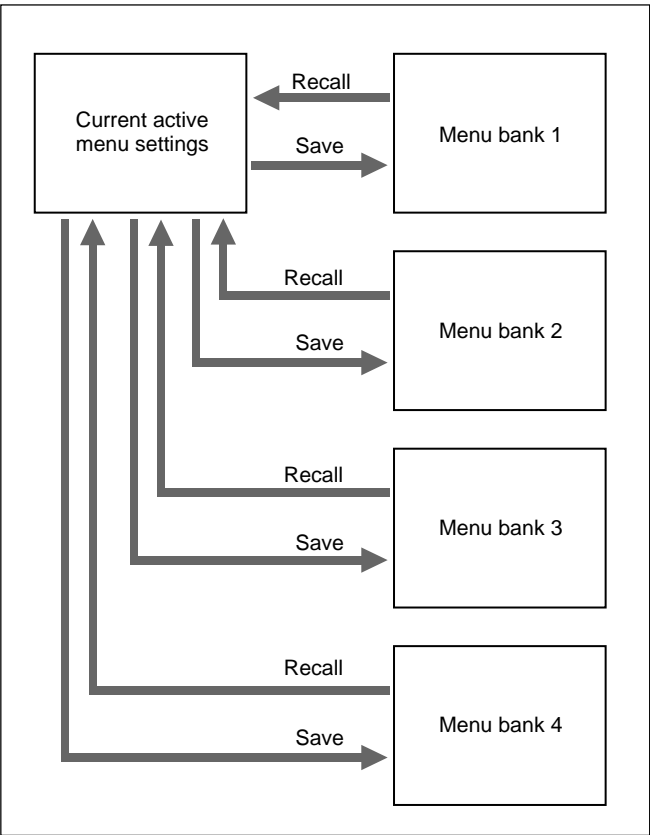 Recall
Current active
menu settings
Save
Menu bank 1
Recall
Save
Menu bank 2
Recall
Save
Menu bank 3
Recall
Save
Menu bank 4